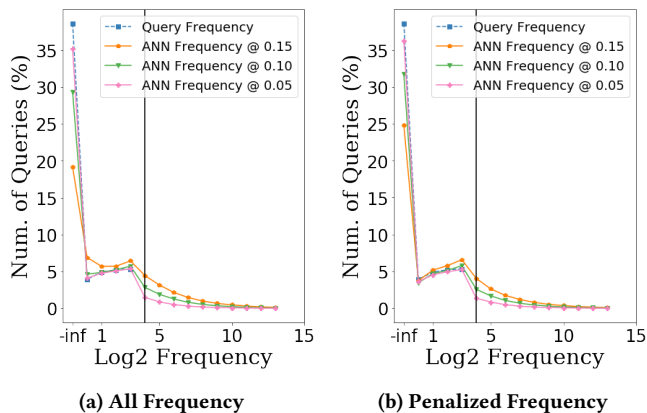 Query Frequency
ANN Frequency @ 0.15
ANN Frequency @ 0.10
ANN Frequency @ 0.05
Num. of Queries (%)
35
30
25
20
15
10
5
0
-inf 1 5 10 15
Log2 Frequency
(a) All Frequency
Query Frequency
ANN Frequency @ 0.15
ANN Frequency @ 0.10
ANN Frequency @ 0.05
Num. of Queries (%)
35
30
25
20
15
10
5
0
-inf 1 5 10 15
Log2 Frequency
(b) Penalized Frequency